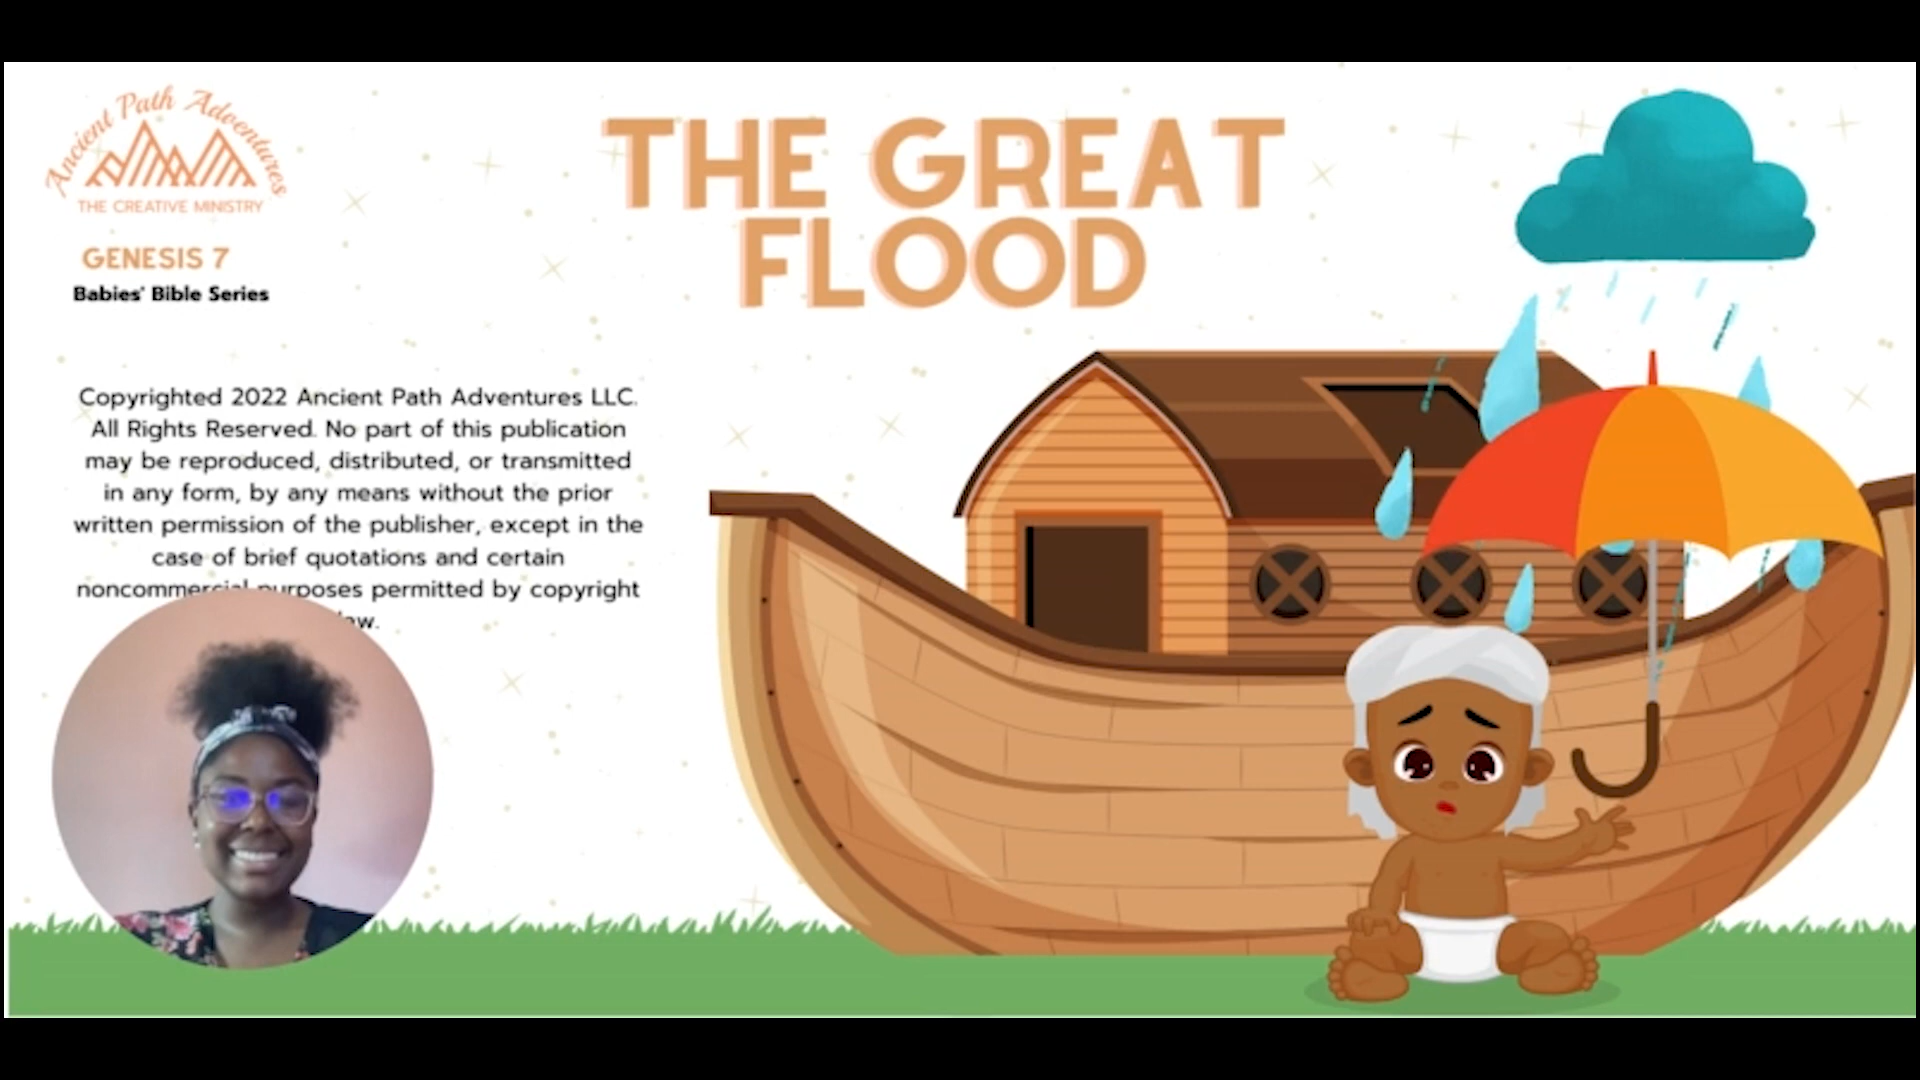 Ancient Path Adventures
THE CREATIVE MINISTRY
GENESIS 7
Babies' Bible Series
THE GREAT
FLOOD
Copyrighted 2022 Ancient Path Adventures LLC.
All Rights Reserved. No part of this publication
may be reproduced, distributed, or transmitted
in any form, by any means without the prior
written permission of the publisher, except in the
case of brief quotations and certain
noncommercial purposes permitted by copyright